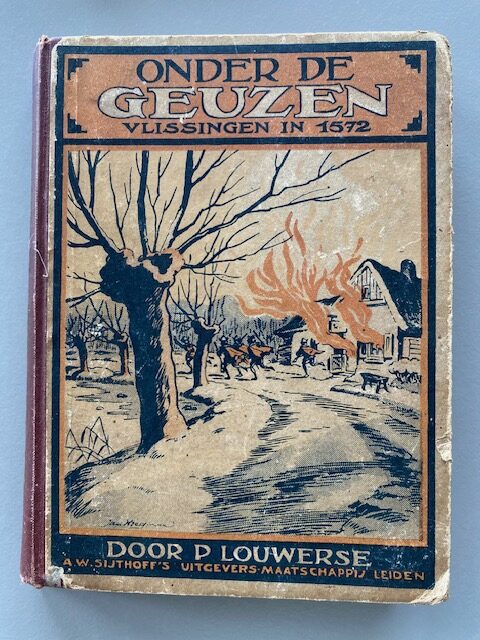 ONDER DE
GEUZEN
VLISSINGEN IN 1572
DOOR P LOUWERSE
A.W. SIJTHOFF'S UITGEVERS-MAATSCHAPPIJ LEIDEN